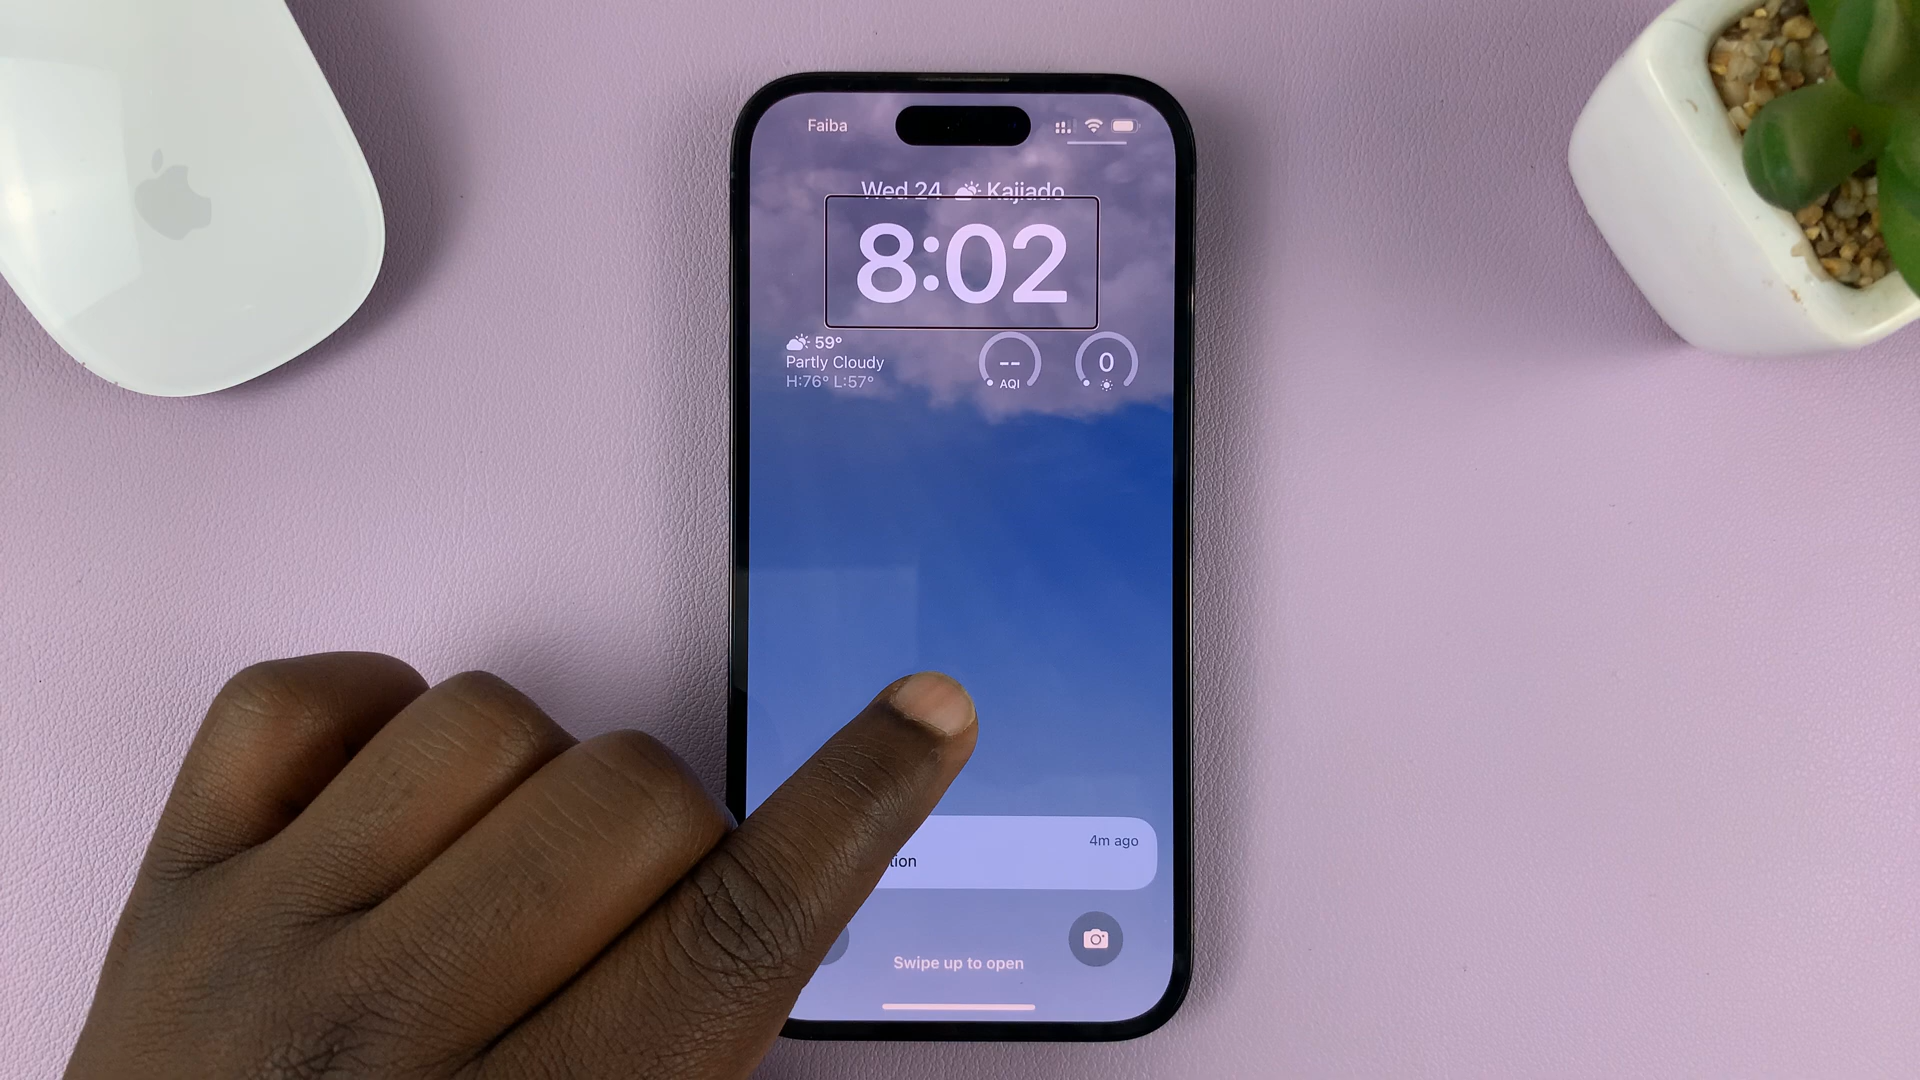 Faiba
Wed 24 Kajiado
8:02
59°
Partly Cloudy
H:76° L:57°
--
AQI
0
4m ago
tion
Swipe up to open